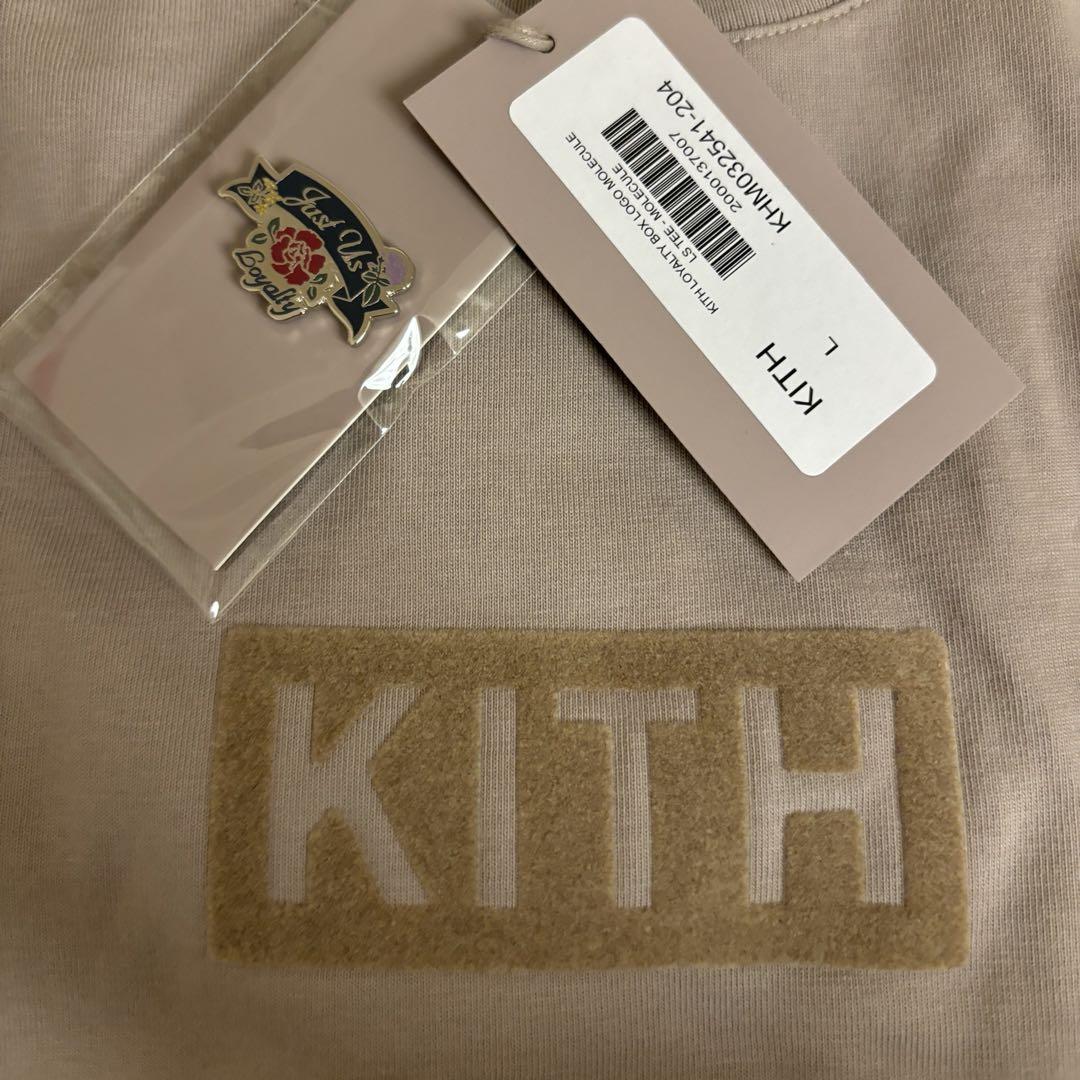 Just Us
Loyalty
KITH
L
KITH LOYALTY BOX LOGO MOLECULE
LS TEE - MOLECULE
2000137007
KHM032541-204
KITH